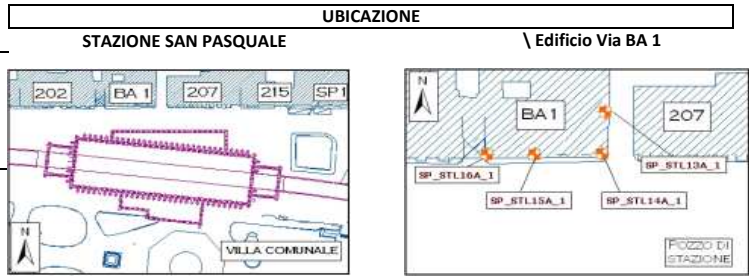 UBICAZIONE
STAZIONE SAN PASQUALE
\ Edificio Via BA 1
202
BA 1
207
215
SP1
N
VILLA COMUNALE
N
BA1
207
SP_STL16A_1
SP_STL13A_1
SP_STL15A_1
SP_STL14A_1
POZZO DI
STAZIONE